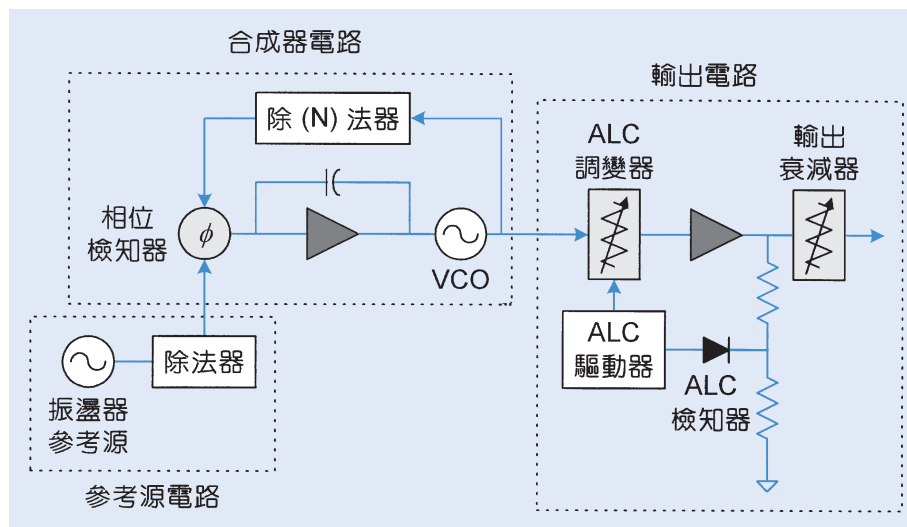 合成器電路
除 (N) 法器
相位
檢知器
ϕ
VCO
振盪器
參考源
除法器
參考源電路
輸出電路
ALC
調變器
輸出
衰減器
ALC
驅動器
ALC
檢知器